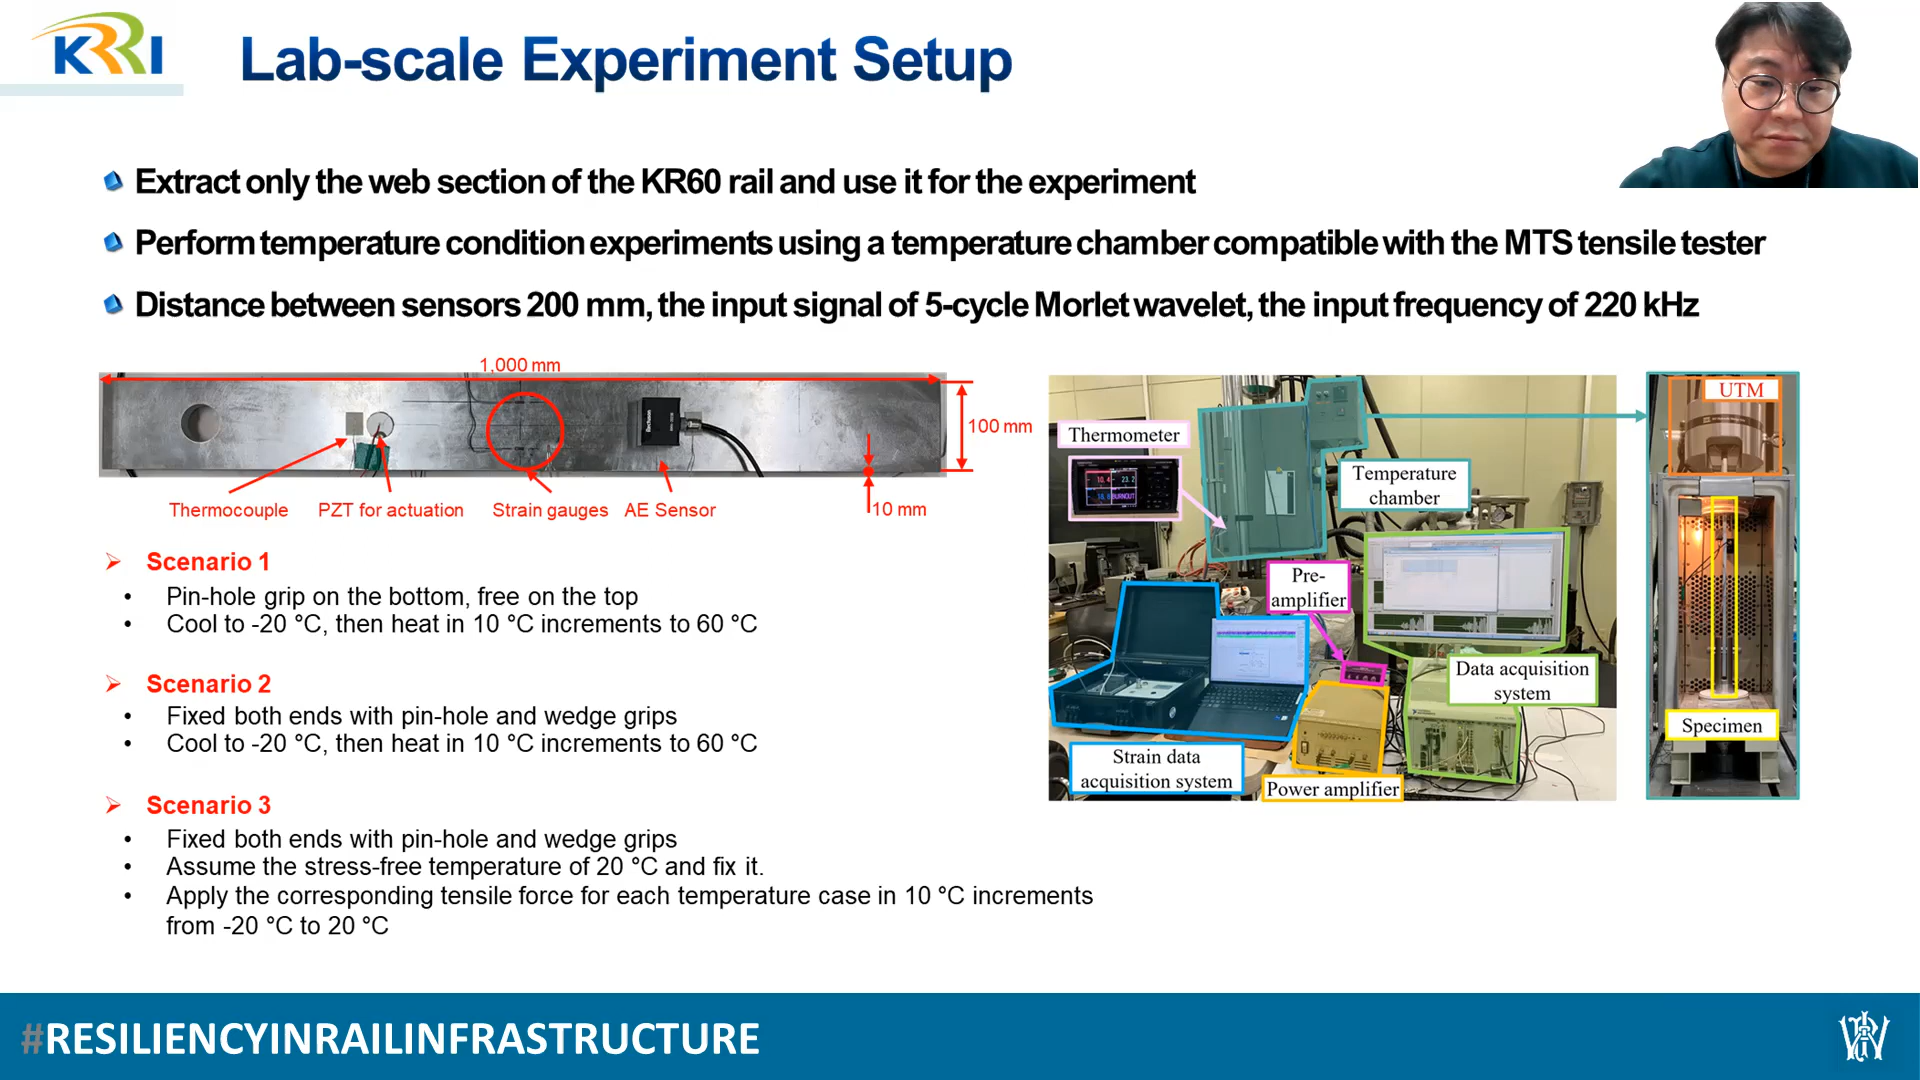 KRRI
Lab-scale Experiment Setup
Extract only the web section of the KR60 rail and use it for the experiment
Perform temperature condition experiments using a temperature chamber compatible with the MTS tensile tester
Distance between sensors 200 mm, the input signal of 5-cycle Morlet wavelet, the input frequency of 220 kHz
1,000 mm
100 mm
10 mm
Thermocouple
PZT for actuation
Strain gauges
AE Sensor
Scenario 1
• Pin-hole grip on the bottom, free on the top
• Cool to -20 °C, then heat in 10 °C increments to 60 °C
Scenario 2
• Fixed both ends with pin-hole and wedge grips
• Cool to -20 °C, then heat in 10 °C increments to 60 °C
Scenario 3
• Fixed both ends with pin-hole and wedge grips
• Assume the stress-free temperature of 20 °C and fix it.
• Apply the corresponding tensile force for each temperature case in 10 °C increments
from -20 °C to 20 °C
Thermometer
10.4 23.2
BURNOUT
Temperature
chamber
Pre-
amplifier
Data acquisition
system
Strain data
acquisition system
Power amplifier
UTM
Specimen
#RESILIENCYINRAILINFRASTRUCTURE